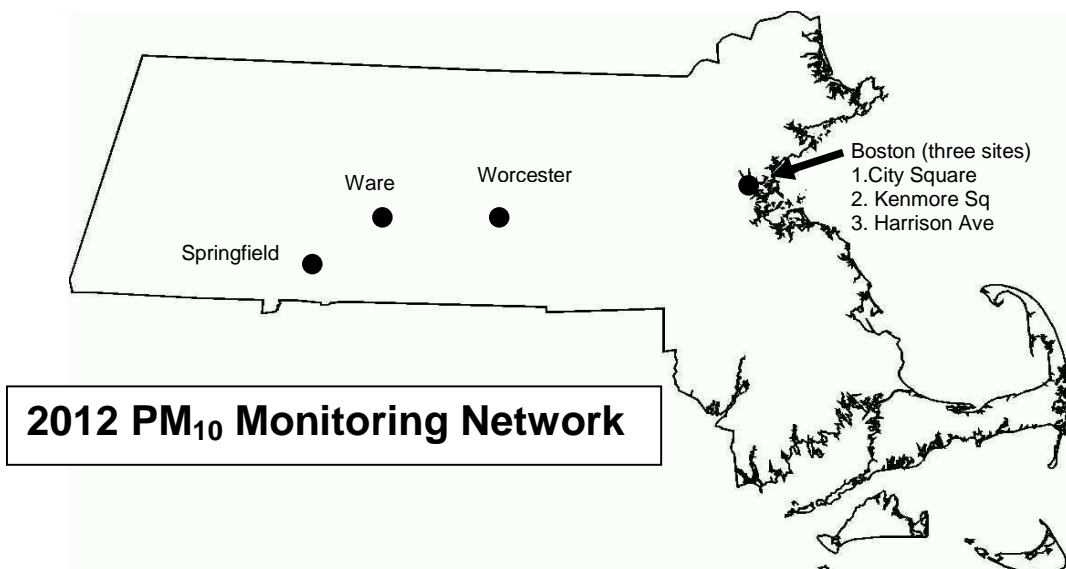 Boston (three sites)
1.City Square
2. Kenmore Sq
3. Harrison Ave
Ware
Worcester
Springfield
2012 PM₁₀ Monitoring Network